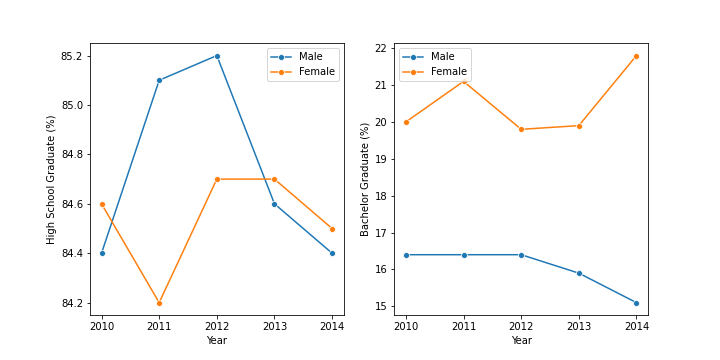 High School Graduate (%)
85.2
85.0
84.8
84.6
84.4
84.2
2010 2011 2012 2013 2014
Year
Male
Female
Bachelor Graduate (%)
22
21
20
19
18
17
16
15
2010 2011 2012 2013 2014
Year
Male
Female